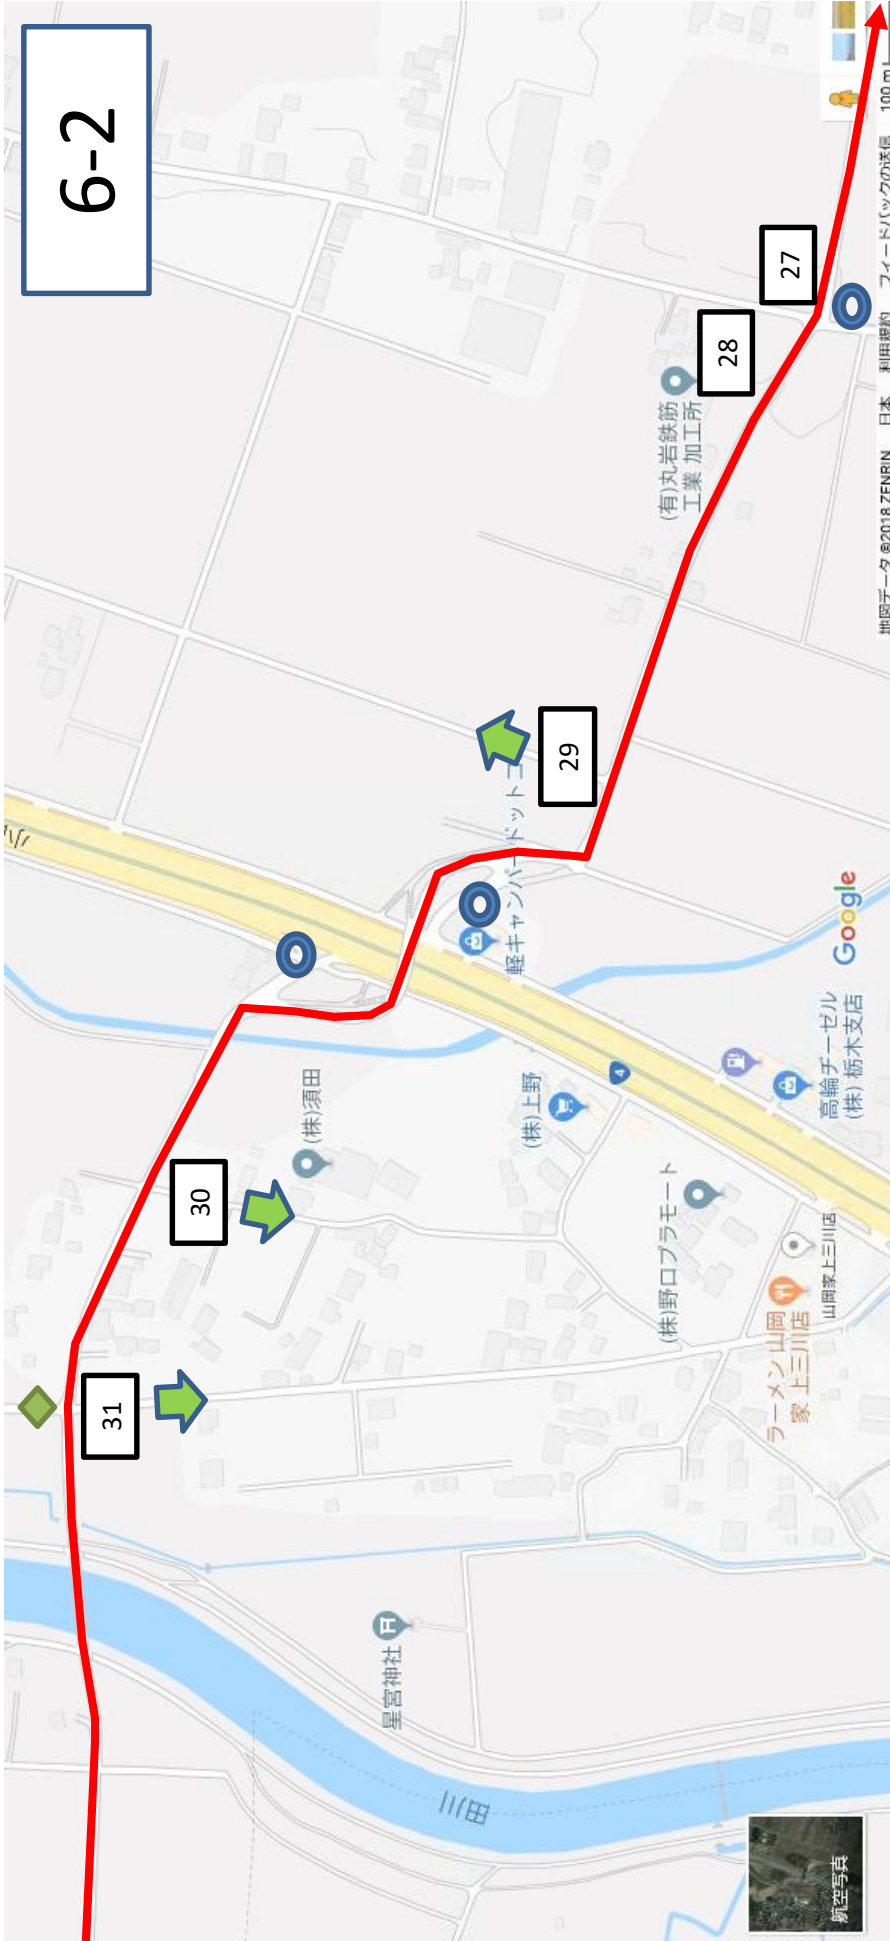 6-2
31
30
29
28
27
(株)須田
軽キャンパードットコ
(有)丸岩鉄筋
工業 加工所
(株)上野
4
(株)野口プラモート
ラーメン 山岡
家 上三川店
山岡家上三川店
高輪ヂーゼル
(株) 栃木支店
星宮神社
田川
航空写真
Google
地図データ ©2018 ZENRIN 日本 利用規約 フィードバックの送信 100 m